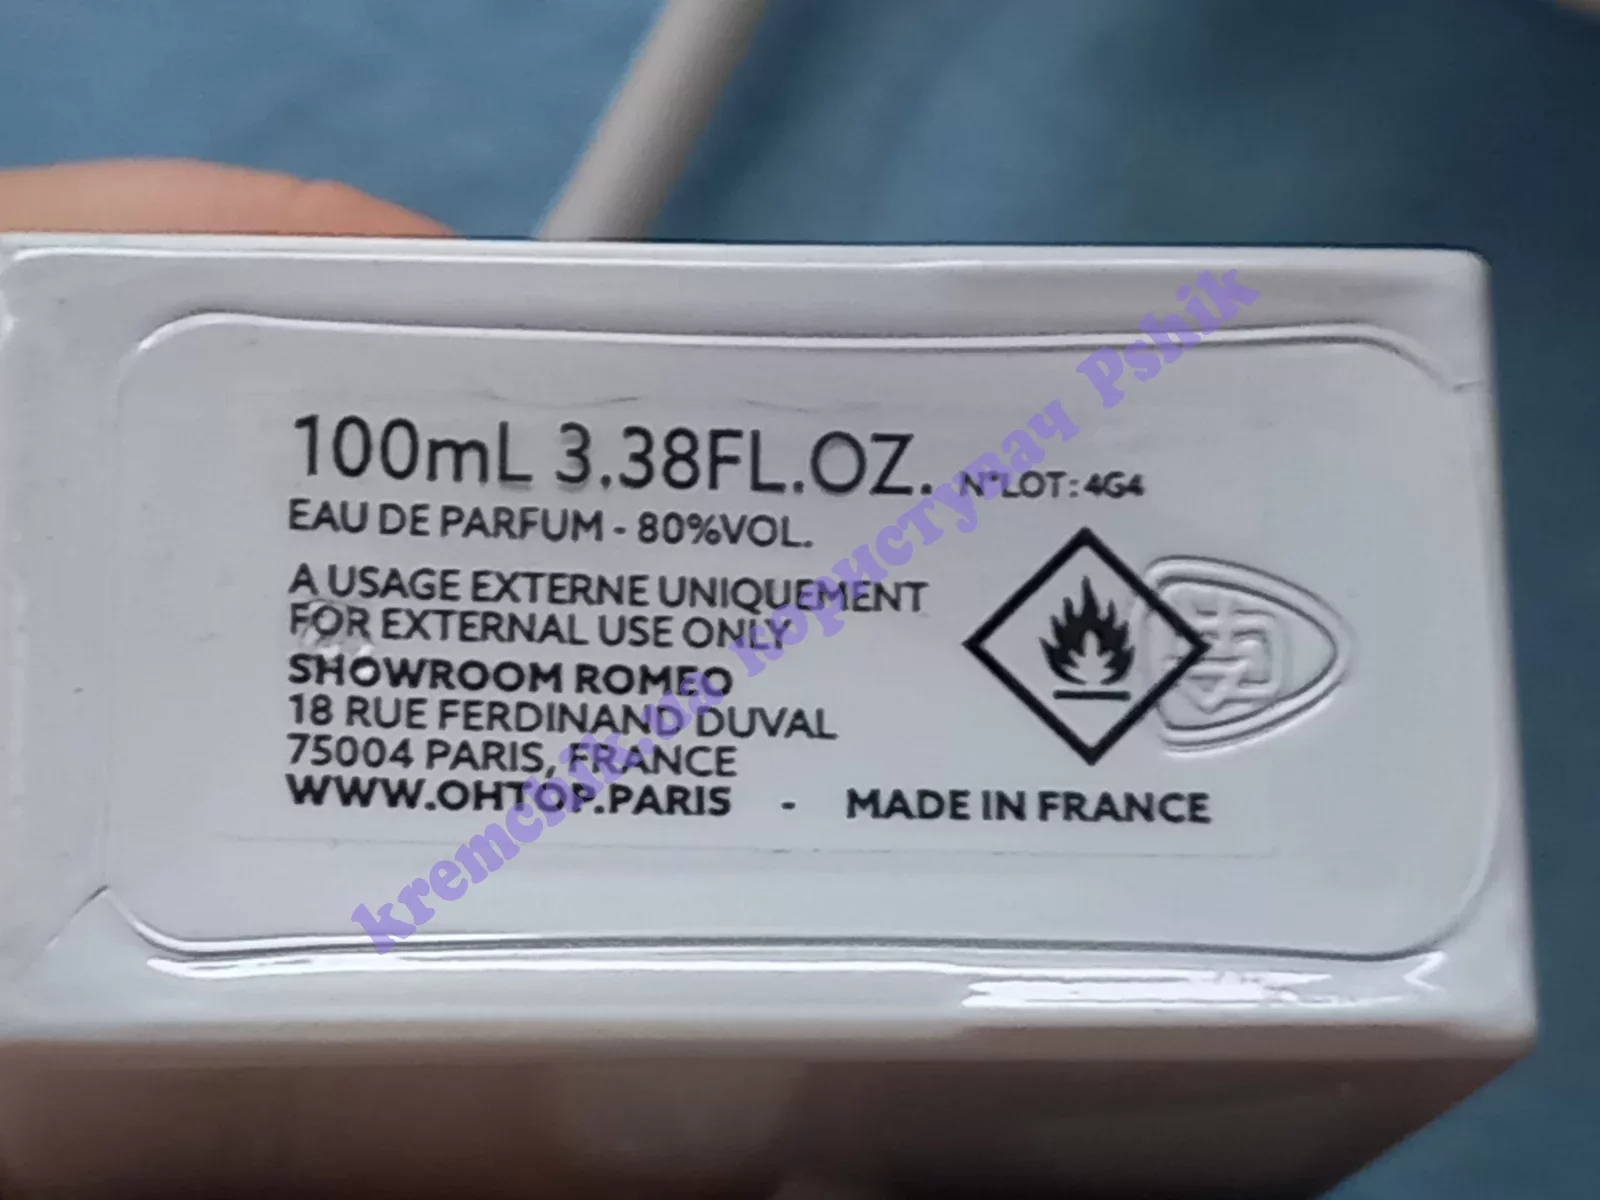 100mL 3.38FL.OZ. N°LOT: 4G4
EAU DE PARFUM - 80%VOL.
A USAGE EXTERNE UNIQUEMENT
FOR EXTERNAL USE ONLY
SHOWROOM ROMEO
18 RUE FERDINAND DUVAL
75004 PARIS, FRANCE
WWW.OHTOP.PARIS - MADE IN FRANCE
kremchik.ua користувач Pshik